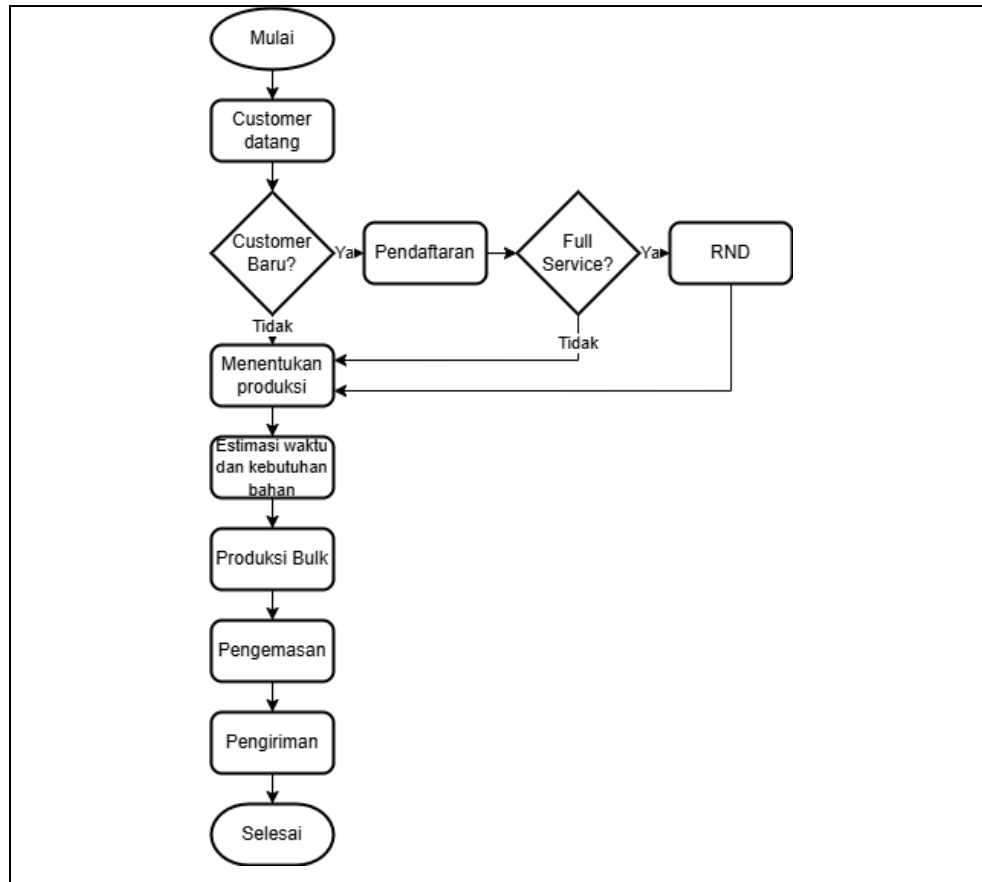 Mulai
Customer
datang
Customer
Baru?
Ya
Pendaftaran
Full
Service?
Ya
RND
Tidak
Tidak
Menentukan
produksi
Estimasi waktu
dan kebutuhan
bahan
Produksi Bulk
Pengemasan
Pengiriman
Selesai